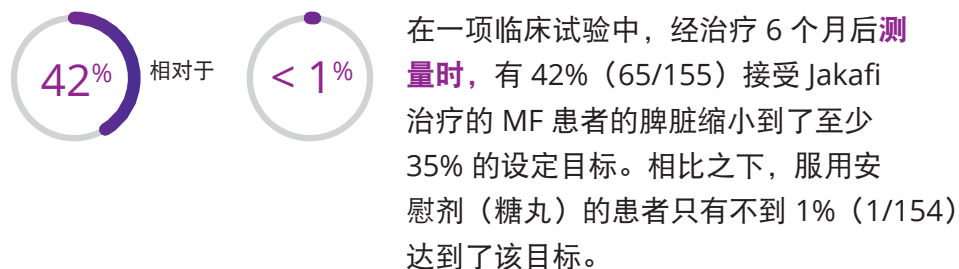 42%
相对于
< 1%
在一项临床试验中，经治疗 6 个月后测
量时，有 42%（65/155）接受 Jakafi
治疗的 MF 患者的脾脏缩小到了至少
35% 的设定目标。相比之下，服用安
慰剂（糖丸）的患者只有不到 1%（1/154）
达到了该目标。